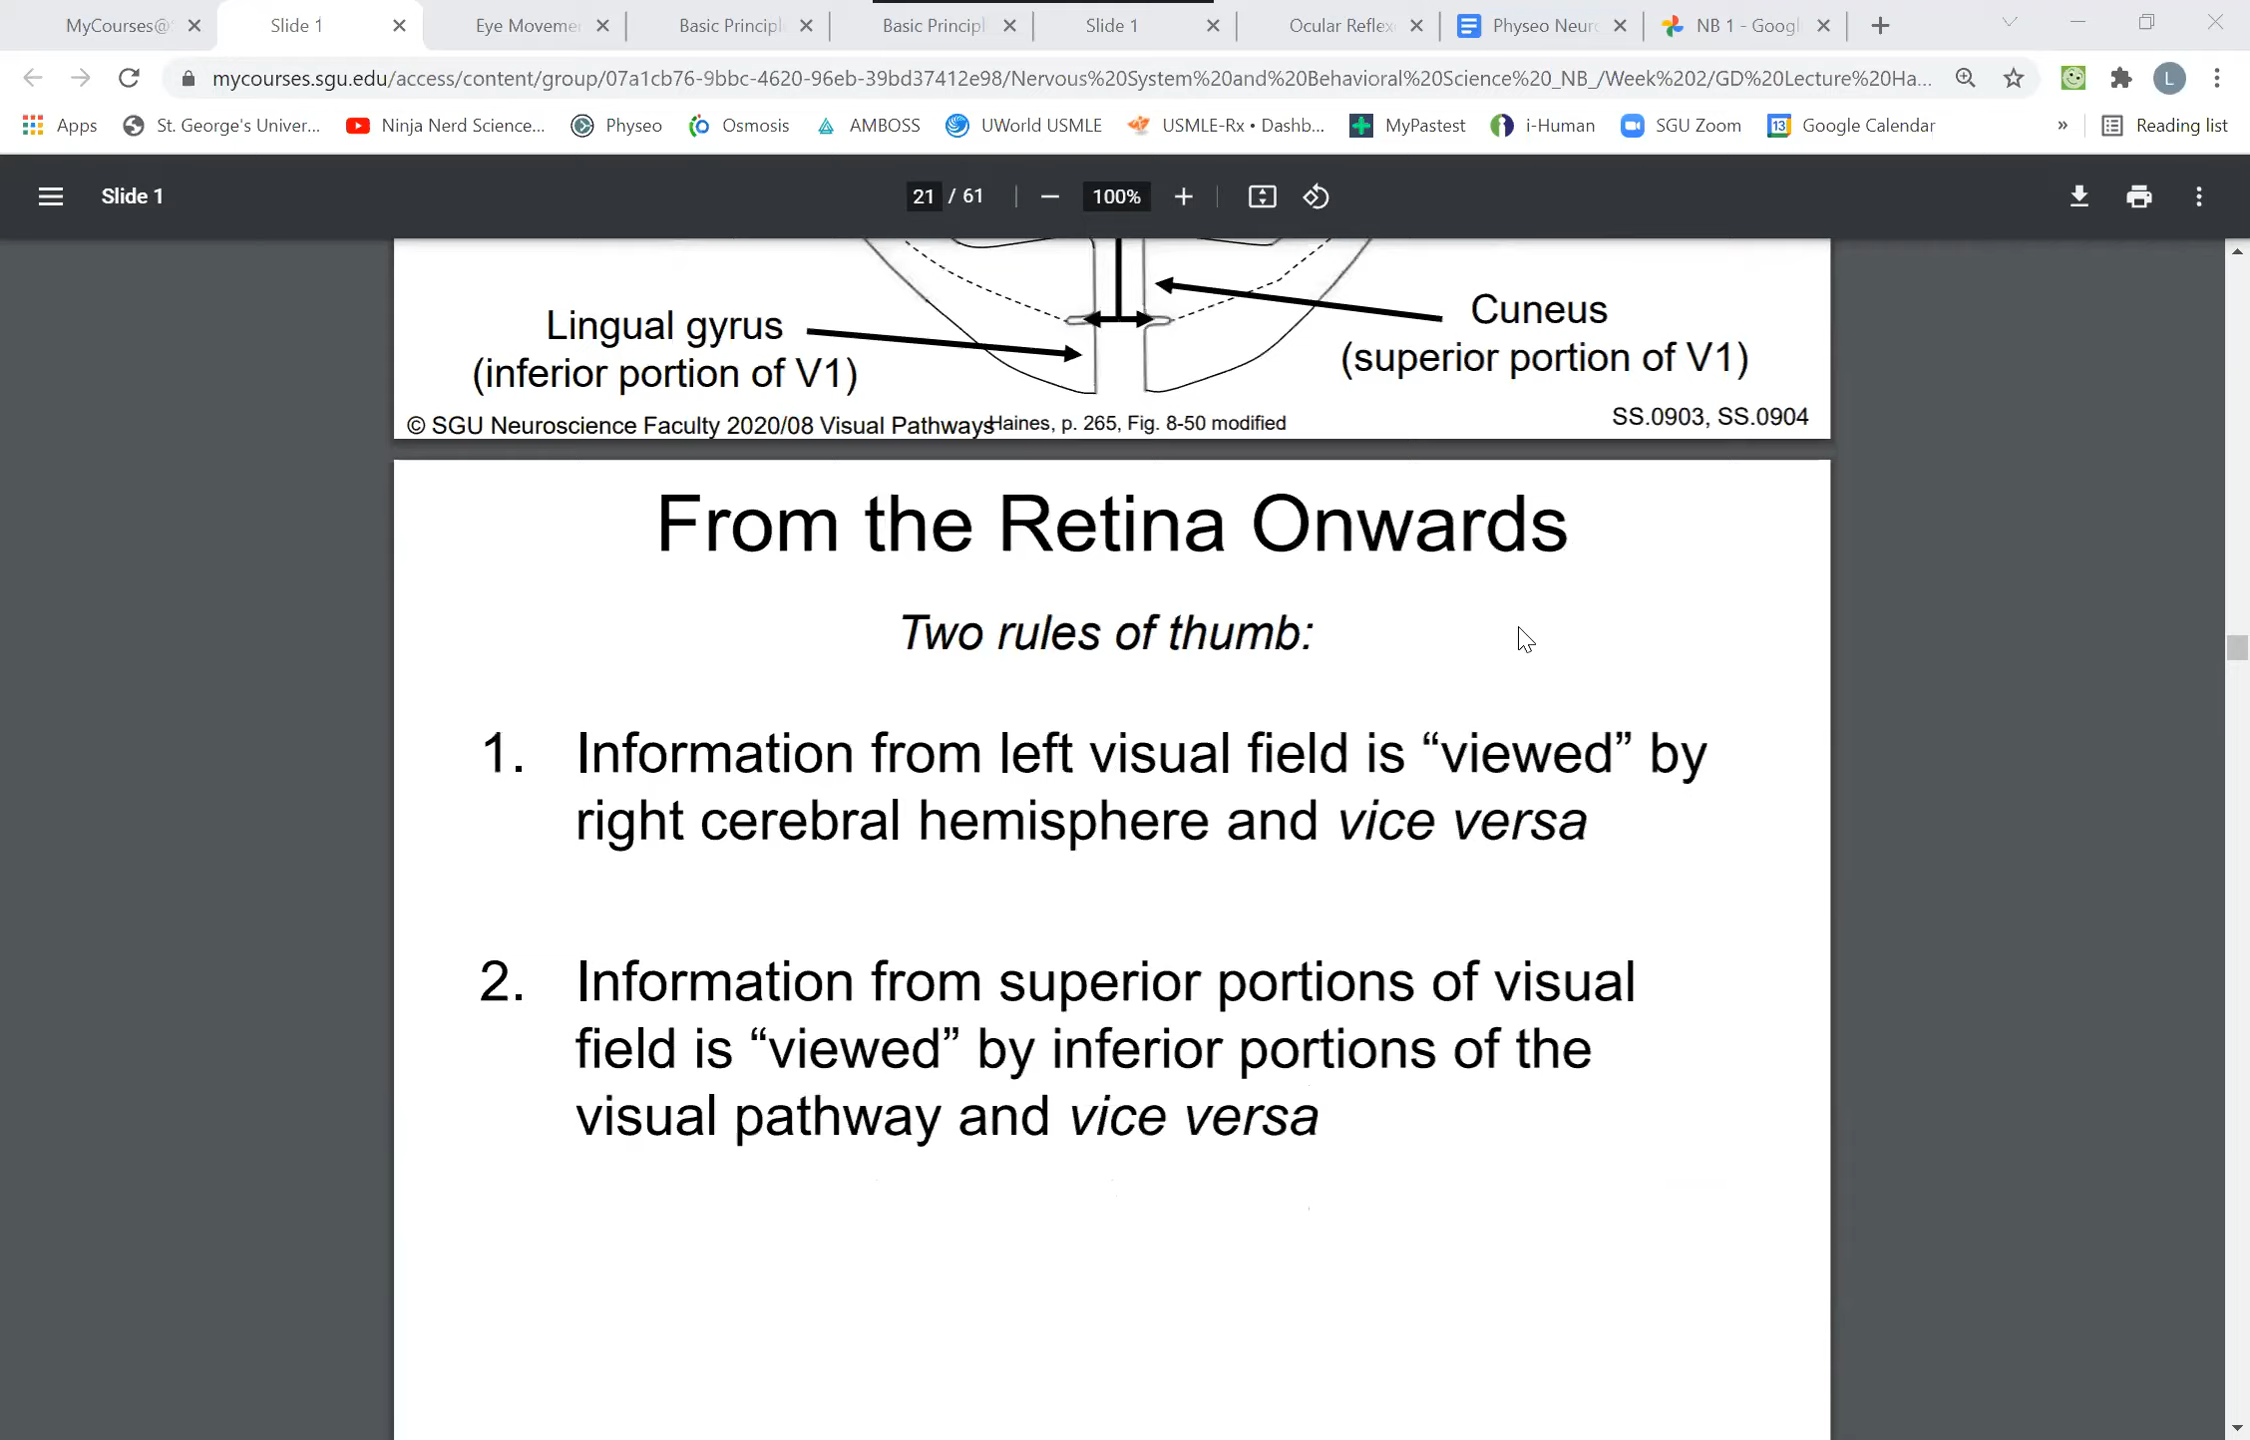 MyCourses@
Slide 1
Eye Moveme
Basic Principl
Basic Principl
Slide 1
Ocular Reflex
Physeo Neur
NB 1 - Googl
mycourses.sgu.edu/access/content/group/07a1cb76-9bbc-4620-96eb-39bd37412e98/Nervous%20System%20and%20Behavioral%20Science%20_NB_/Week%202/GD%20Lecture%20Ha...
L
Apps
St. George's Univer...
Ninja Nerd Science...
Physeo
Osmosis
AMBOSS
UWorld USMLE
USMLE-Rx • Dashb...
MyPastest
i-Human
SGU Zoom
13
Google Calendar
»
Reading list
Slide 1
21 / 61
100%
Lingual gyrus
(inferior portion of V1)
Cuneus
(superior portion of V1)
© SGU Neuroscience Faculty 2020/08 Visual Pathways
Haines, p. 265, Fig. 8-50 modified
SS.0903, SS.0904
From the Retina Onwards
Two rules of thumb:
1. Information from left visual field is “viewed” by
right cerebral hemisphere and vice versa
2. Information from superior portions of visual
field is “viewed” by inferior portions of the
visual pathway and vice versa